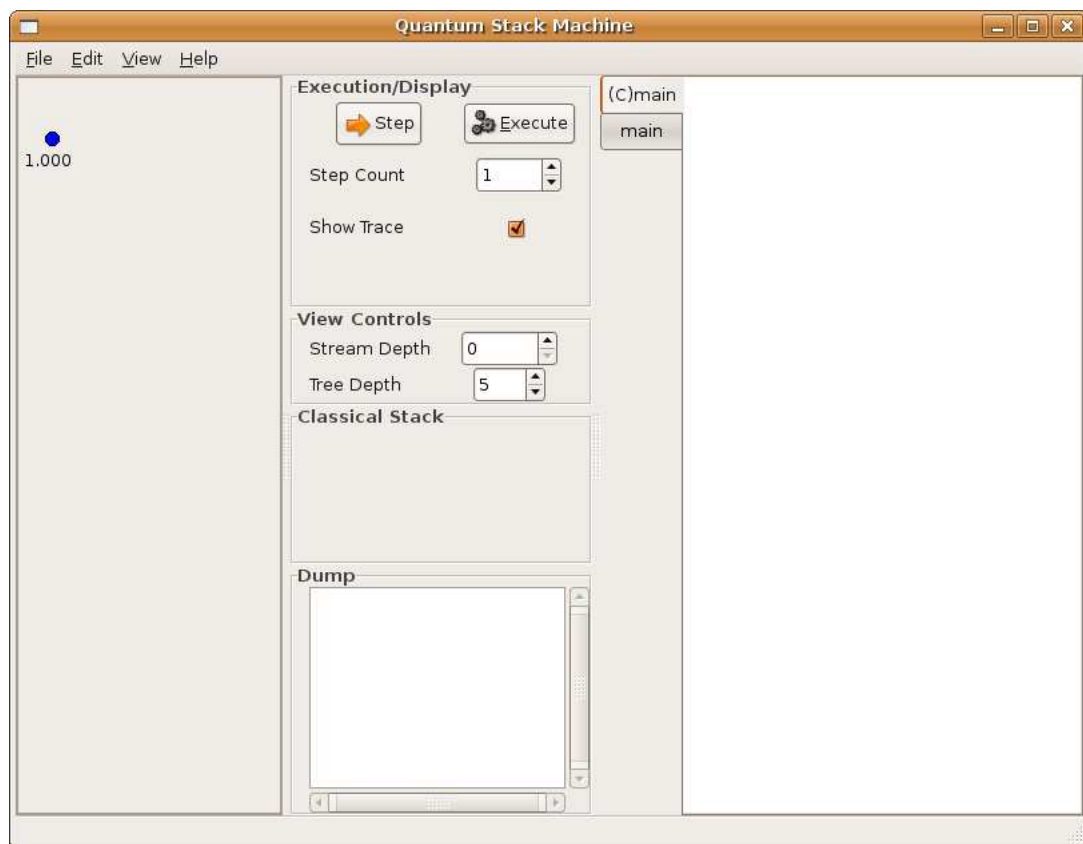 Quantum Stack Machine
File Edit View Help
1.000
Execution/Display
Step Execute
Step Count 1
Show Trace
View Controls
Stream Depth 0
Tree Depth 5
Classical Stack
Dump
(C)main
main